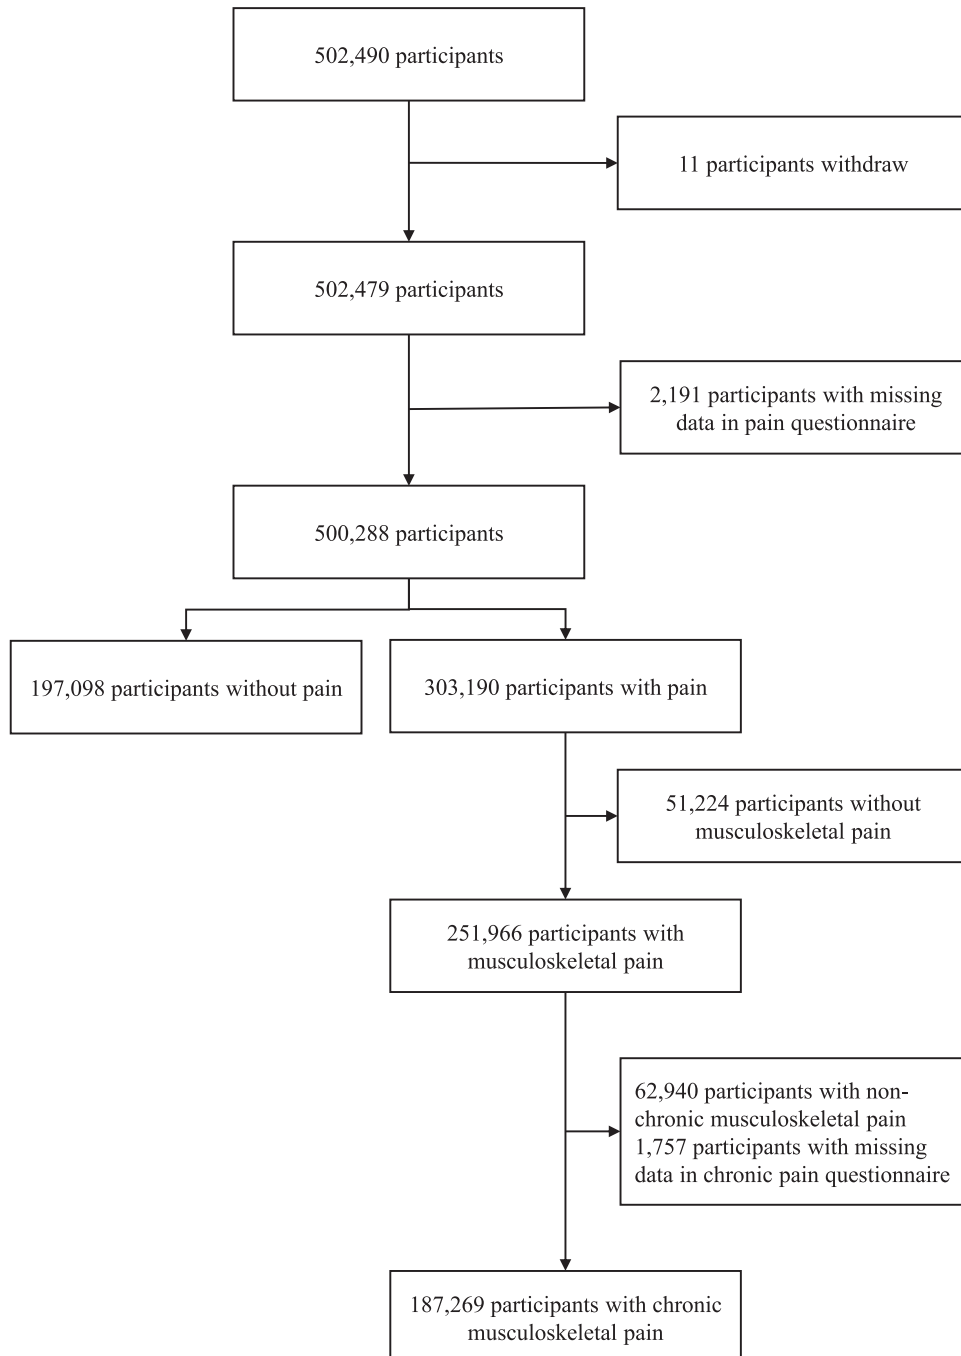 502,490 participants
11 participants withdraw
502,479 participants
2,191 participants with missing
data in pain questionnaire
500,288 participants
197,098 participants without pain
303,190 participants with pain
51,224 participants without
musculoskeletal pain
251,966 participants with
musculoskeletal pain
62,940 participants with non-
chronic musculoskeletal pain
1,757 participants with missing
data in chronic pain questionnaire
187,269 participants with chronic
musculoskeletal pain